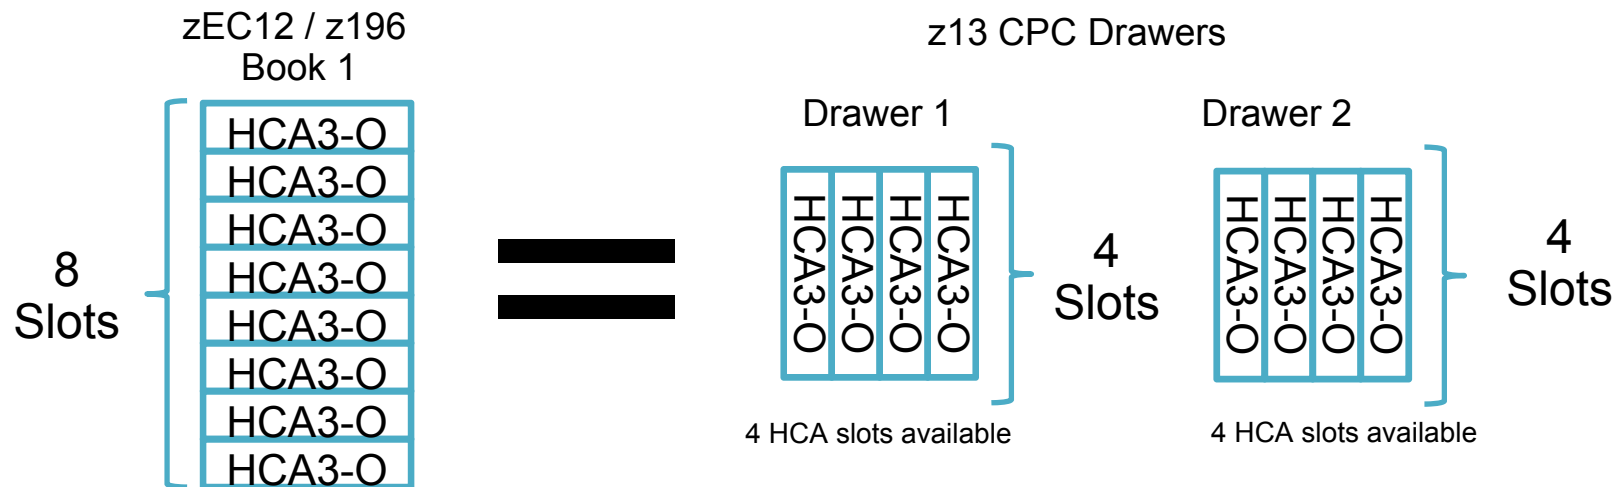 zEC12 / z196
Book 1
8
Slots
HCA3-O
HCA3-O
HCA3-O
HCA3-O
HCA3-O
HCA3-O
HCA3-O
HCA3-O
z13 CPC Drawers
Drawer 1
HCA3-O
HCA3-O
HCA3-O
HCA3-O
4
Slots
4 HCA slots available
Drawer 2
HCA3-O
HCA3-O
HCA3-O
HCA3-O
4
Slots
4 HCA slots available